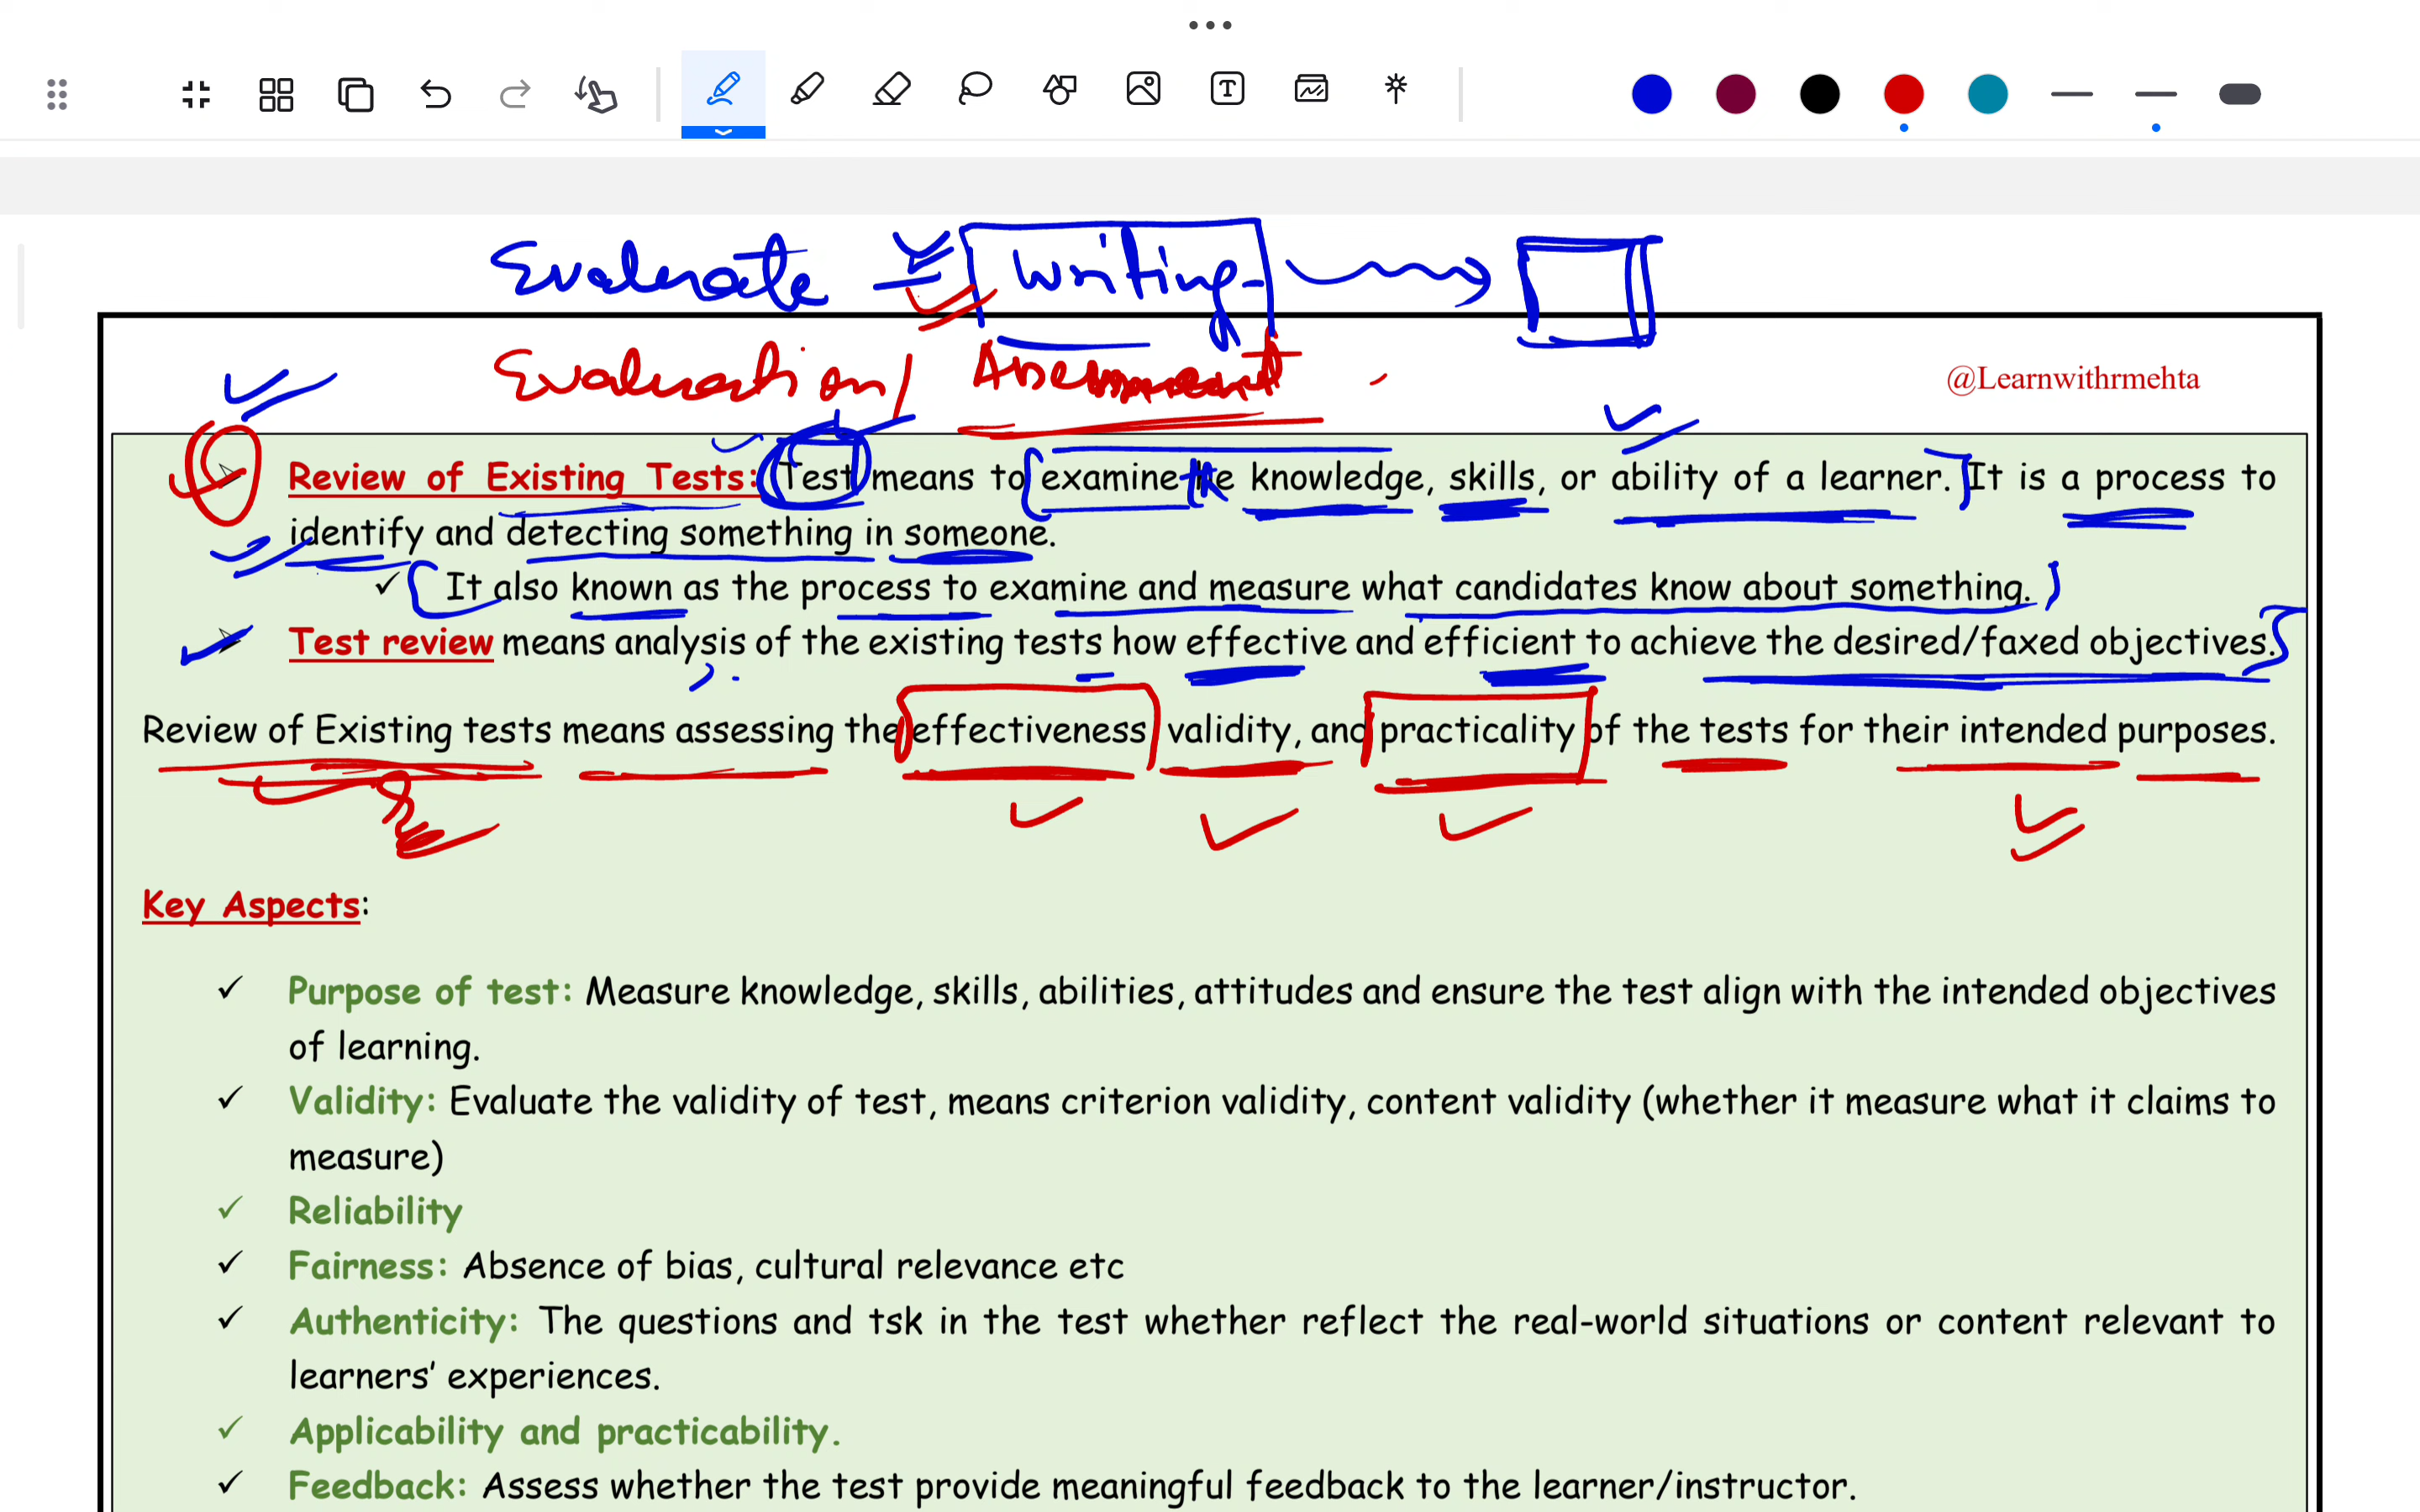 Evaluate writing
Evaluation/ Assessment
@Learnwithrmehta
Review of Existing Tests: Test means to examine the knowledge, skills, or ability of a learner. It is a process to
identify and detecting something in someone.
✓ It also known as the process to examine and measure what candidates know about something.
Test review means analysis of the existing tests how effective and efficient to achieve the desired/faxed objectives.
Review of Existing tests means assessing the effectiveness validity, and practicality of the tests for their intended purposes.
Key Aspects:
✓ Purpose of test: Measure knowledge, skills, abilities, attitudes and ensure the test align with the intended objectives
of learning.
✓ Validity: Evaluate the validity of test, means criterion validity, content validity (whether it measure what it claims to
measure)
✓ Reliability
✓ Fairness: Absence of bias, cultural relevance etc
✓ Authenticity: The questions and tsk in the test whether reflect the real-world situations or content relevant to
learners' experiences.
✓ Applicability and practicability.
✓ Feedback: Assess whether the test provide meaningful feedback to the learner/instructor.